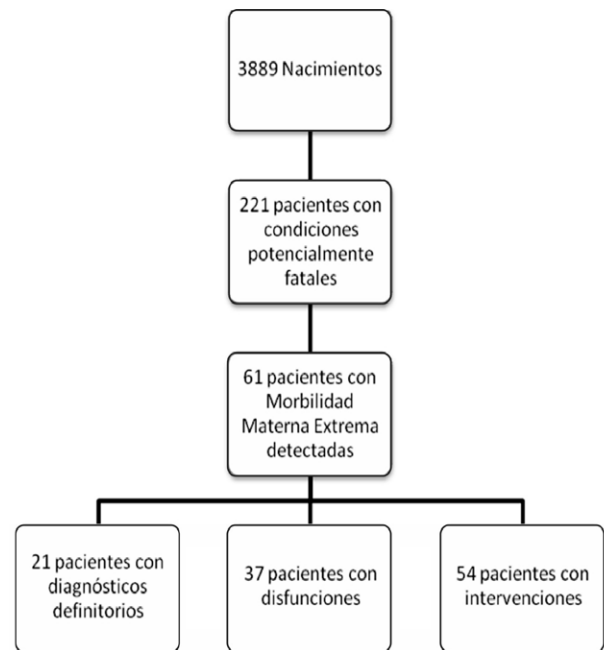 3889 Nacimientos
221 pacientes con
condiciones
potencialmente
fatales
61 pacientes con
Morbilidad
Materna Extrema
detectadas
21 pacientes con
diagnósticos
definitorios
37 pacientes con
disfunciones
54 pacientes con
intervenciones